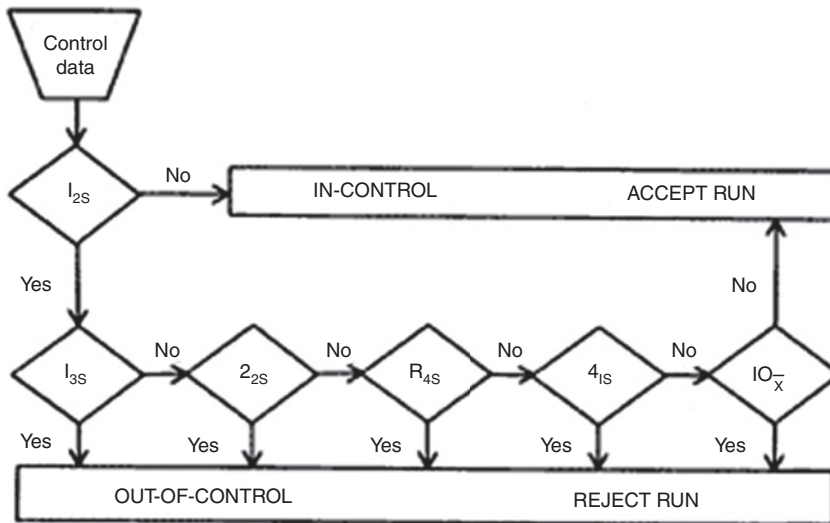 Control
data
I2S
No
IN-CONTROL ACCEPT RUN
Yes
No
I3S
No
22S
No
R4S
No
4IS
No
IOX̅
Yes
Yes
Yes
Yes
Yes
OUT-OF-CONTROL REJECT RUN